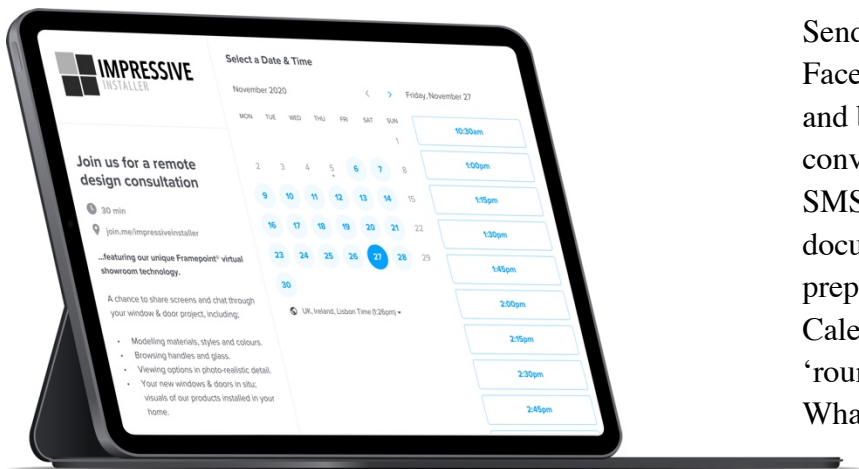 IMPRESSIVE
INSTALLER
Join us for a remote
design consultation
30 min
join.me/impressiveinstaller
...featuring our unique Framepoint® virtual
showroom technology.
A chance to share screens and chat through
your window & door project, including;
• Modeling materials, styles and colours.
• Browsing handles and glass.
• Viewing options in photo-realistic detail.
• Your new windows & doors in situ;
visuals of our products installed in your
home.
Select a Date & Time
November 2020
MON TUE WED THU FRI SAT SUN
1
2 3 4 5 6 7 8
9 10 11 12 13 14 15
16 17 18 19 20 21 22
23 24 25 26 27 28 29
30
UK, Ireland, Lisbon Time (1:26pm)
Friday, November 27
10:30am
1:00pm
1:15pm
1:30pm
1:45pm
2:00pm
2:15pm
2:30pm
2:45pm
Send
Face
and
conv
SMS
docu
prep
Cale
‘rour
Wha